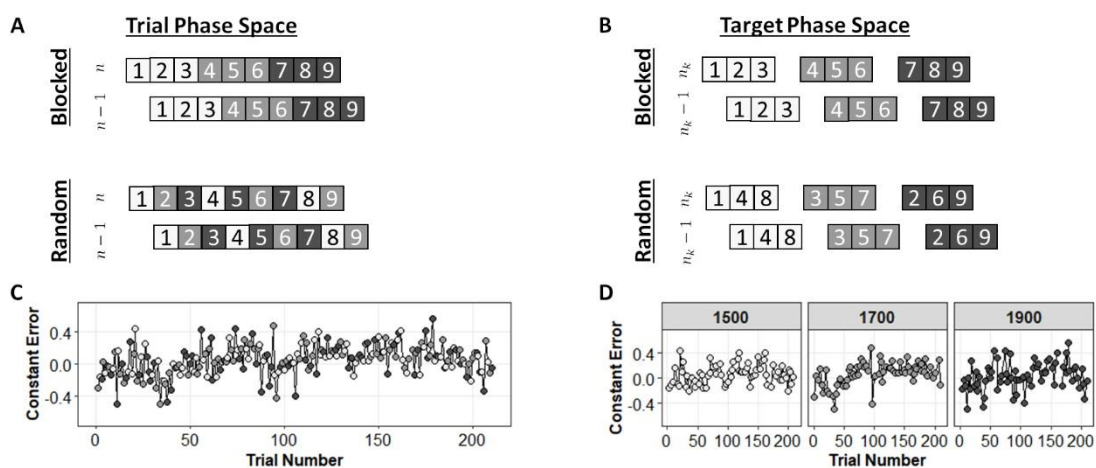 A Trial Phase Space
Blocked
n
1 2 3 4 5 6 7 8 9
n − 1
1 2 3 4 5 6 7 8 9
Random
n
1 2 3 4 5 6 7 8 9
n − 1
1 2 3 4 5 6 7 8 9
B Target Phase Space
Blocked
nₖ
1 2 3 4 5 6 7 8 9
nₖ − 1
1 2 3 4 5 6 7 8 9
Random
nₖ
1 4 8 3 5 7 2 6 9
nₖ − 1
1 4 8 3 5 7 2 6 9
C
Constant Error
0.4
0.0
-0.4
0 50 100 150 200
Trial Number
D
1500 1700 1900
Constant Error
0.4
0.0
-0.4
0 50 100 150 200 0 50 100 150 200 0 50 100 150 200
Trial Number